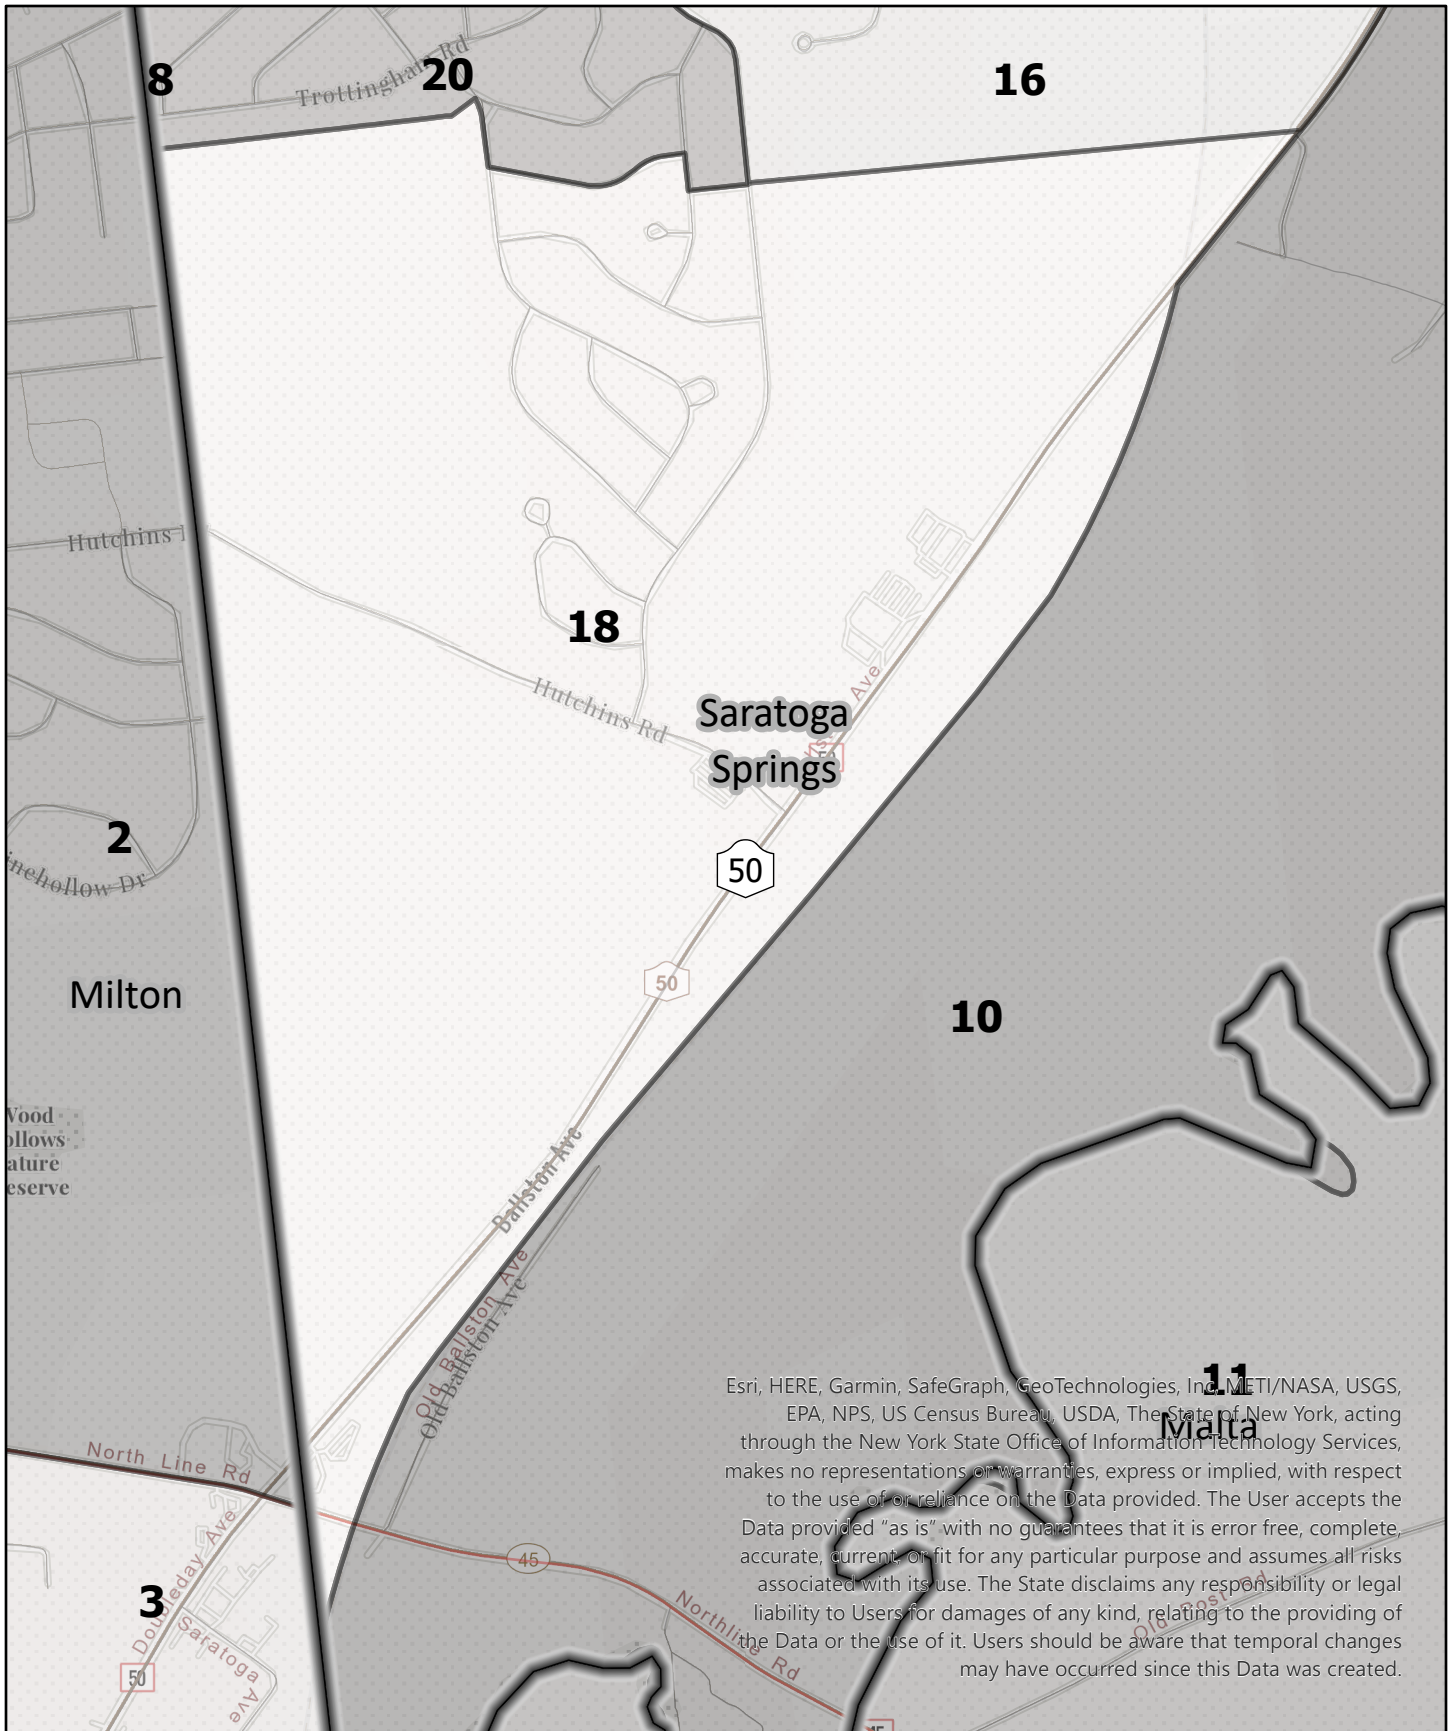 8
20
16
Trottingham Rd
Hutchins
18
Hutchins Rd
Ave
Saratoga
Springs
2
50
Dr
Milton
50
10
Ballston Ave
Old Ballston Ave
Old Ballston Ave
11
Malta
Esri, HERE, Garmin, SafeGraph, GeoTechnologies, Inc, METI/NASA, USGS,
EPA, NPS, US Census Bureau, USDA, The State of New York, acting
through the New York State Office of Information Technology Services,
makes no representations or warranties, express or implied, with respect
to the use of or reliance on the Data provided. The User accepts the
Data provided “as is” with no guarantees that it is error free, complete,
accurate, current, or fit for any particular purpose and assumes all risks
associated with its use. The State disclaims any responsibility or legal
liability to Users for damages of any kind, relating to the providing of
the Data or the use of it. Users should be aware that temporal changes
may have occurred since this Data was created.
North Line Rd
45
Doubleday Ave
3
Saratoga Ave
Northline Rd
Old Post Rd
50